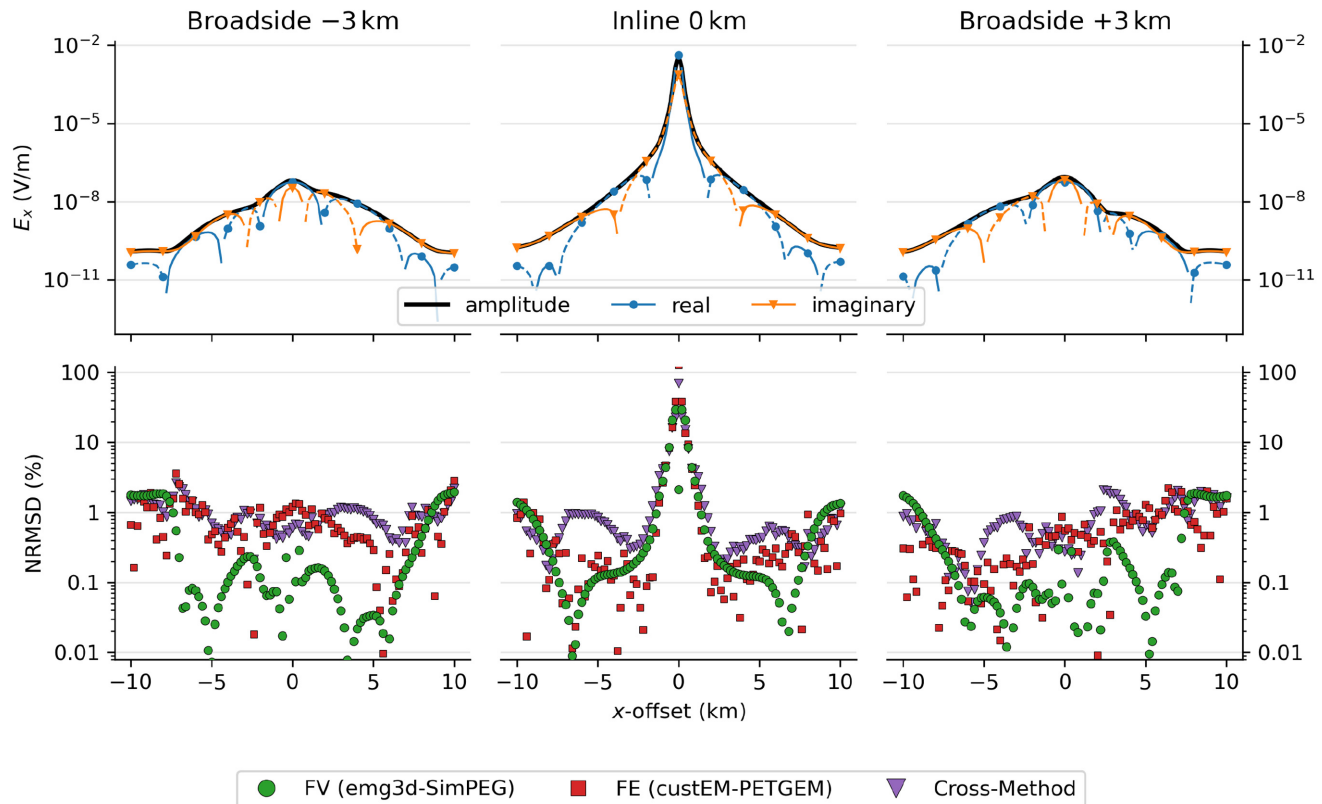 Broadside −3 km
Inline 0 km
Broadside +3 km
10⁻²
10⁻²
10⁻⁵
10⁻⁵
10⁻⁸
10⁻⁸
10⁻¹¹
10⁻¹¹
Eₓ (V/m)
amplitude
real
imaginary
100
100
10
10
1
1
0.1
0.1
0.01
0.01
NRMSD (%)
−10 −5 0 5 10
−10 −5 0 5 10
−10 −5 0 5 10
x-offset (km)
FV (emg3d-SimPEG)
FE (custEM-PETGEM)
Cross-Method